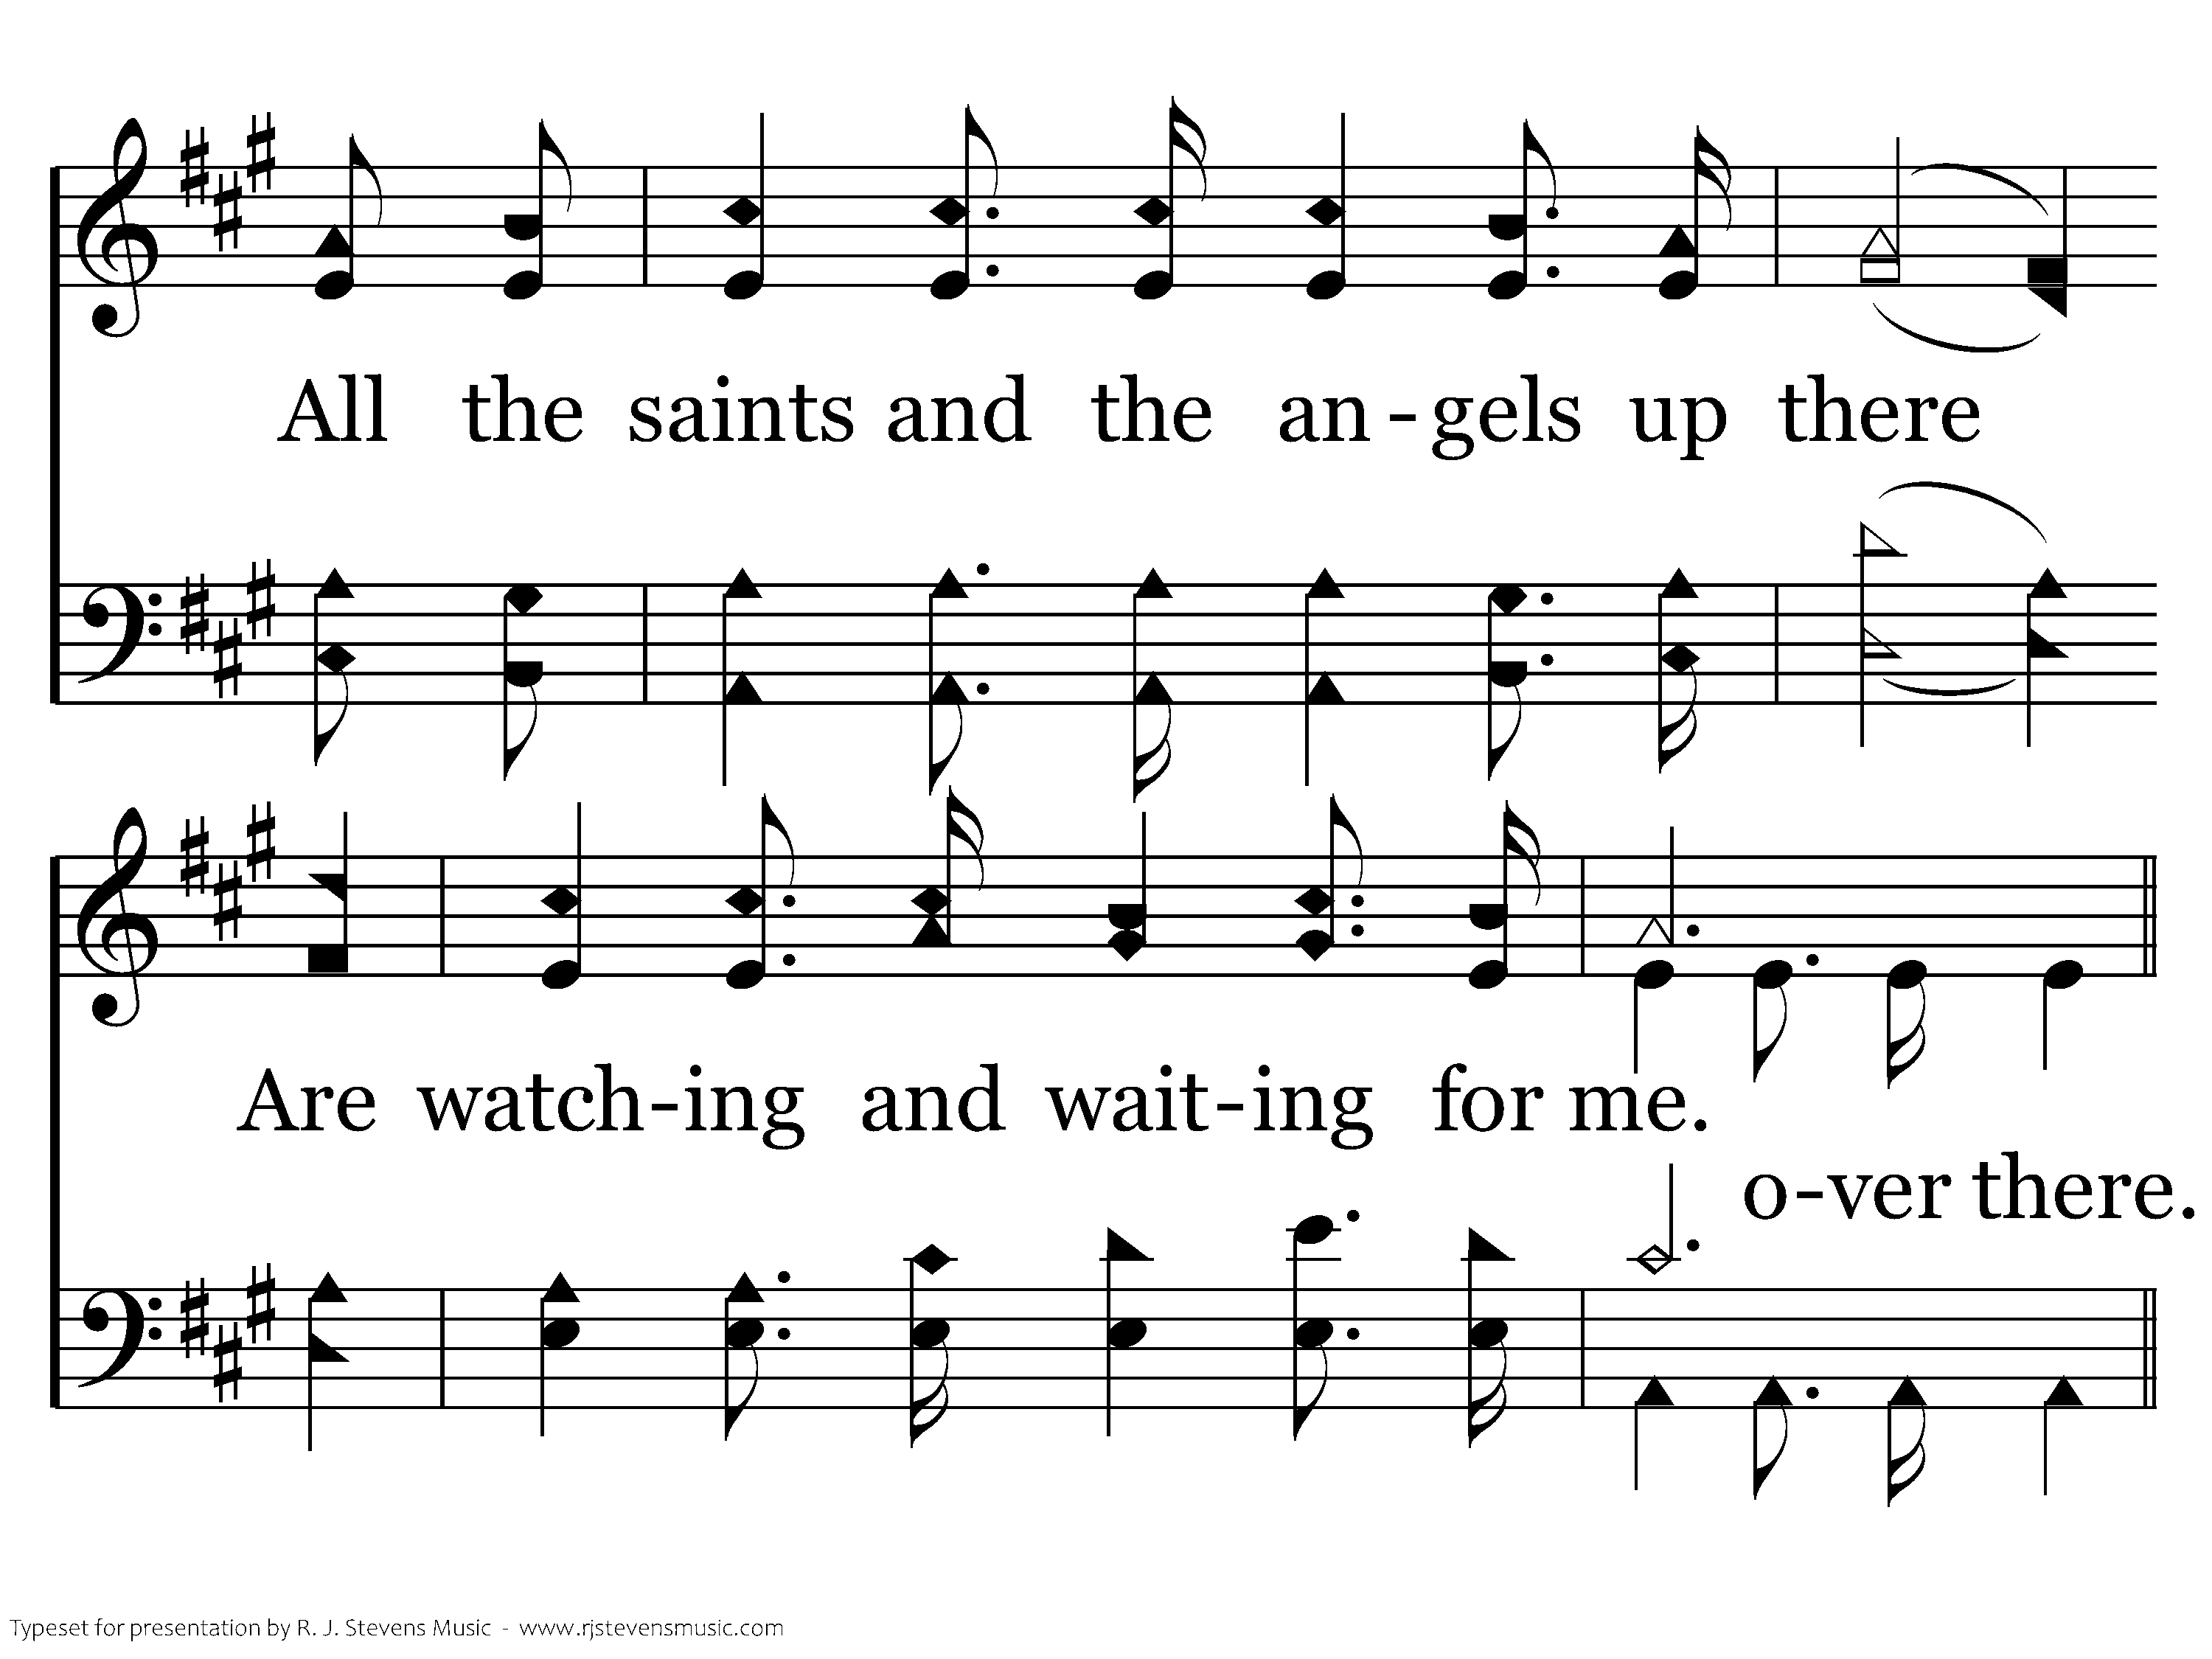 All the saints and the an-gels up there
Are watch-ing and wait-ing for me.
o-ver there.
Typeset for presentation by R. J. Stevens Music - www.rjstevensmusic.com